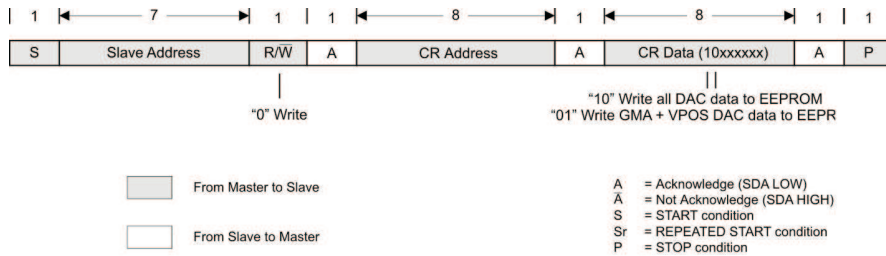 1 7 1 1 8 1 8 1 1
S Slave Address R/W̅ A CR Address A CR Data (10xxxxxx) A P
“0” Write
“10” Write all DAC data to EEPROM
“01” Write GMA + VPOS DAC data to EEPR
From Master to Slave
From Slave to Master
A = Acknowledge (SDA LOW)
A̅ = Not Acknowledge (SDA HIGH)
S = START condition
Sr = REPEATED START condition
P = STOP condition